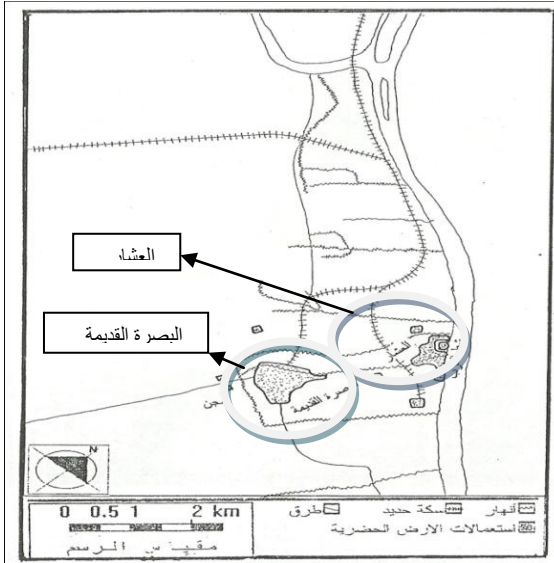 العشار
البصرة القديمة
صرة القديمة
N
0 0.5 1 2 km
مقياس الرسم
أنهار سكة حديد طرق
استعمالات الارض الحضرية